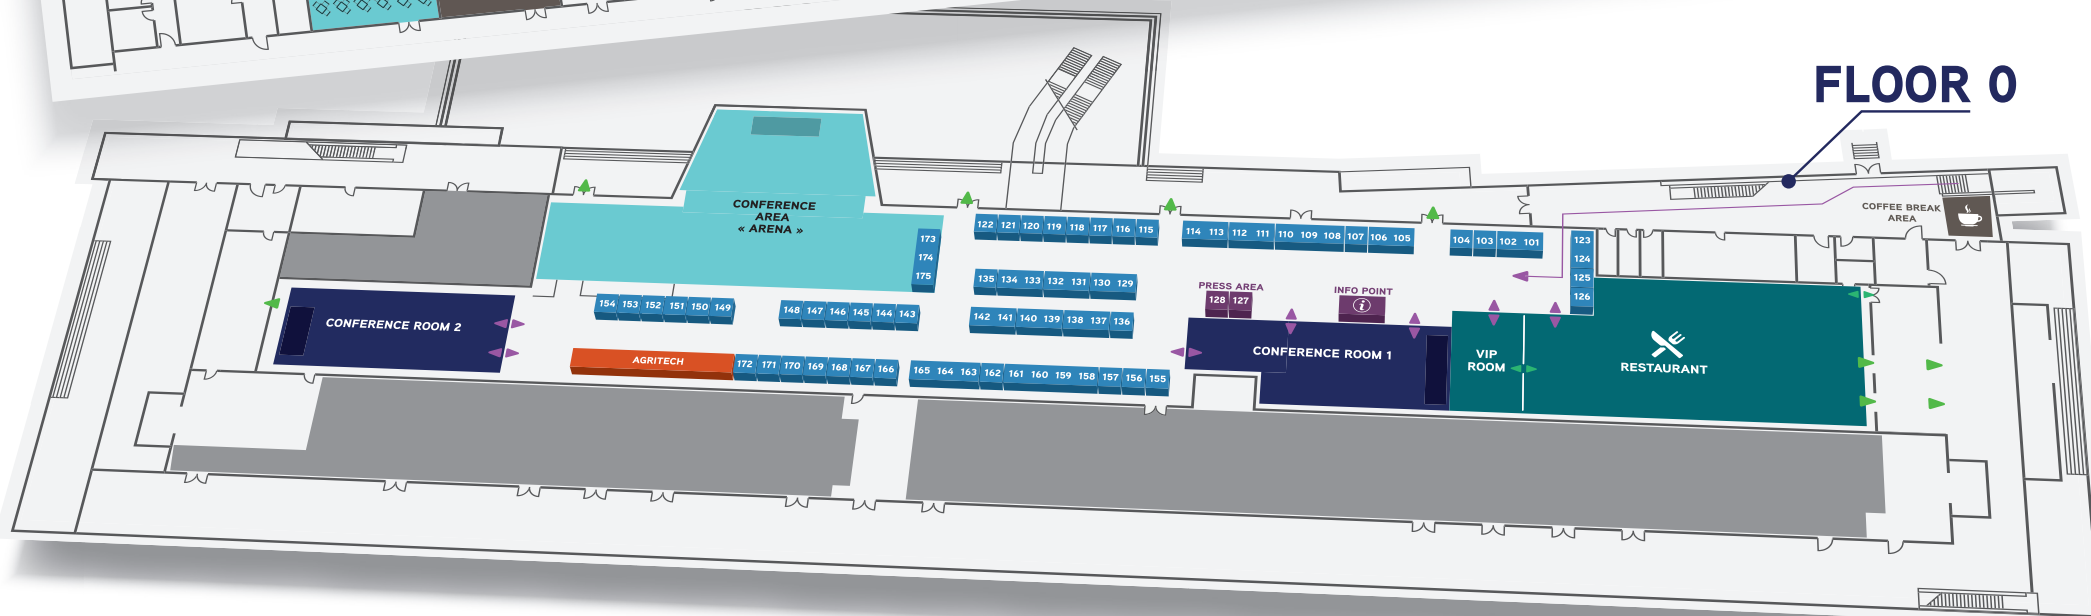 FLOOR 0
COFFEE BREAK
AREA
CONFERENCE
AREA
« ARENA »
173
174
175
122 121 120 119 118 117 116 115
114 113 112 111 110 109 108 107 106 105
104 103 102 101
123
124
125
126
135 134 133 132 131 130 129
PRESS AREA
128 127
INFO POINT
i
154 153 152 151 150 149
148 147 146 145 144 143
142 141 140 139 138 137 136
CONFERENCE ROOM 2
CONFERENCE ROOM 1
VIP
ROOM
RESTAURANT
AGRITECH
172 171 170 169 168 167 166
165 164 163 162 161 160 159 158 157 156 155